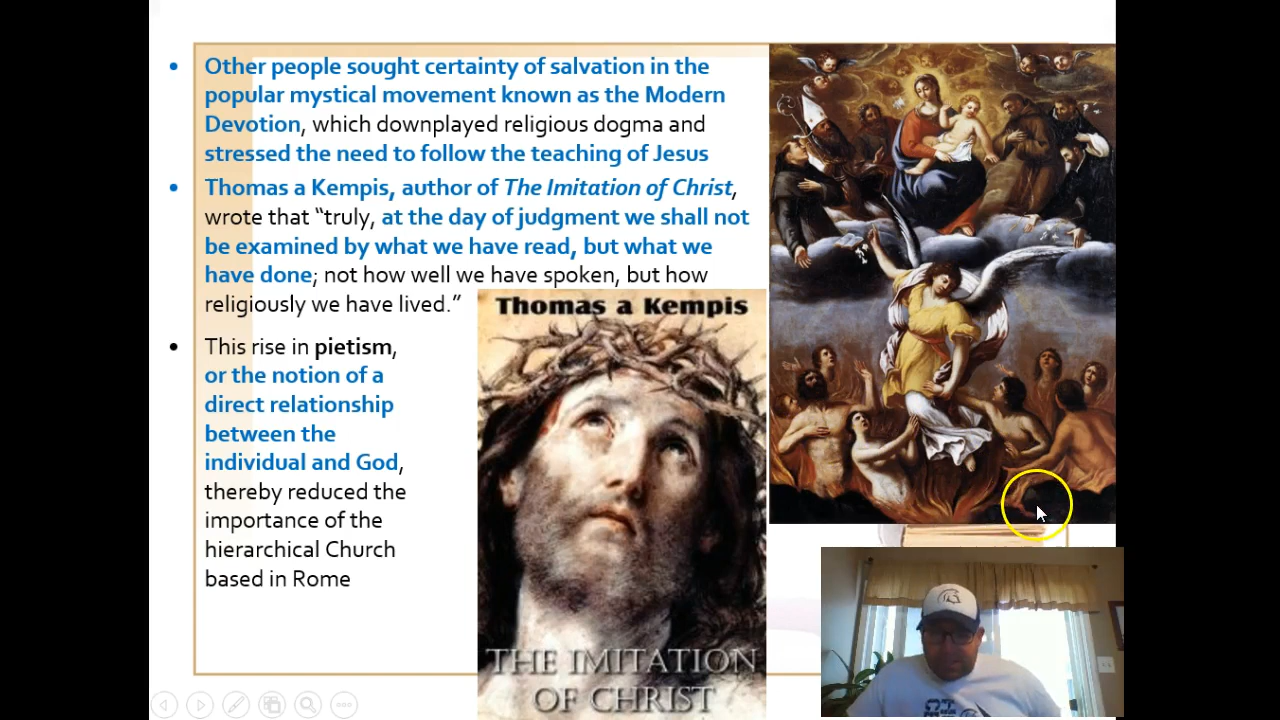 • Other people sought certainty of salvation in the
popular mystical movement known as the Modern
Devotion, which downplayed religious dogma and
stressed the need to follow the teaching of Jesus
• Thomas a Kempis, author of The Imitation of Christ,
wrote that “truly, at the day of judgment we shall not
be examined by what we have read, but what we
have done; not how well we have spoken, but how
religiously we have lived.”
• This rise in pietism,
or the notion of a
direct relationship
between the
individual and God,
thereby reduced the
importance of the
hierarchical Church
based in Rome
Thomas a Kempis
THE IMITATION
OF CHRIST